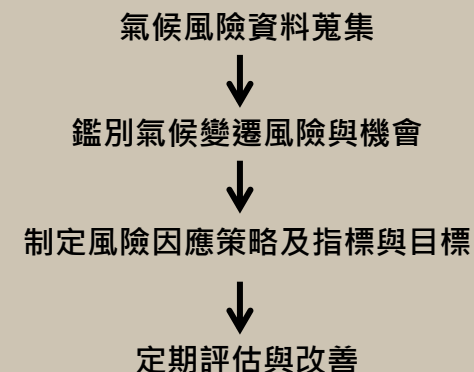 氣候風險資料蒐集
鑑別氣候變遷風險與機會
制定風險因應策略及指標與目標
定期評估與改善